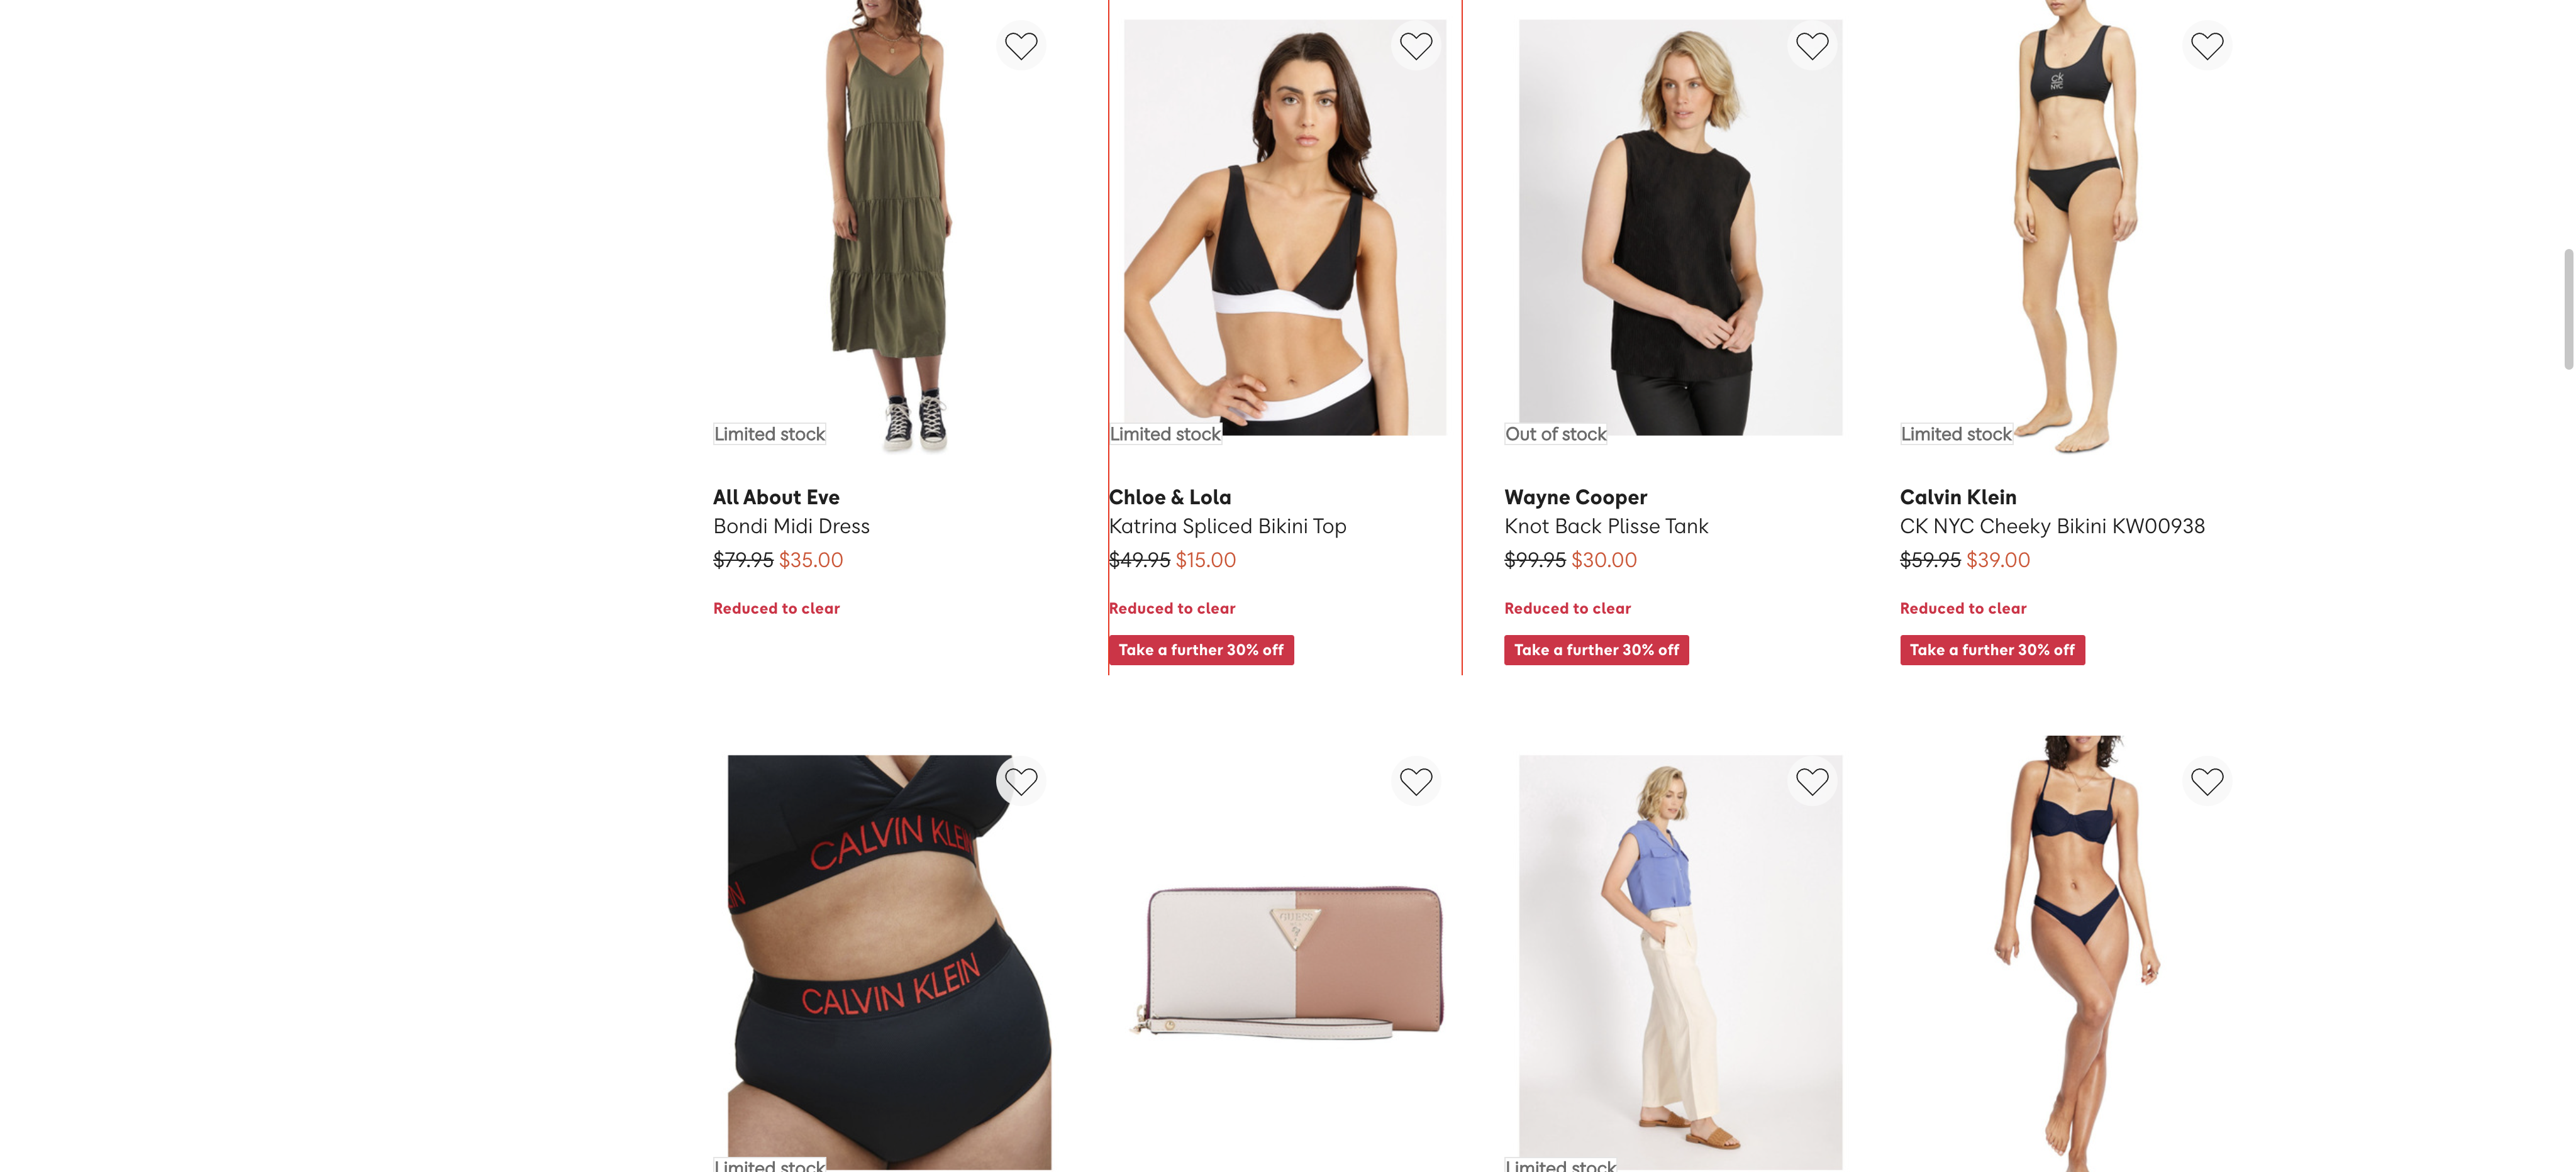 ck
NYC
Limited stock
Limited stock
Out of stock
Limited stock
All About Eve
Bondi Midi Dress
$79.95 $35.00
Reduced to clear
Chloe & Lola
Katrina Spliced Bikini Top
$49.95 $15.00
Reduced to clear
Take a further 30% off
Wayne Cooper
Knot Back Plisse Tank
$99.95 $30.00
Reduced to clear
Take a further 30% off
Calvin Klein
CK NYC Cheeky Bikini KW00938
$59.95 $39.00
Reduced to clear
Take a further 30% off
CALVIN KLEIN
IN
CALVIN KLEIN
GUESS
Limited stock
Limited stock